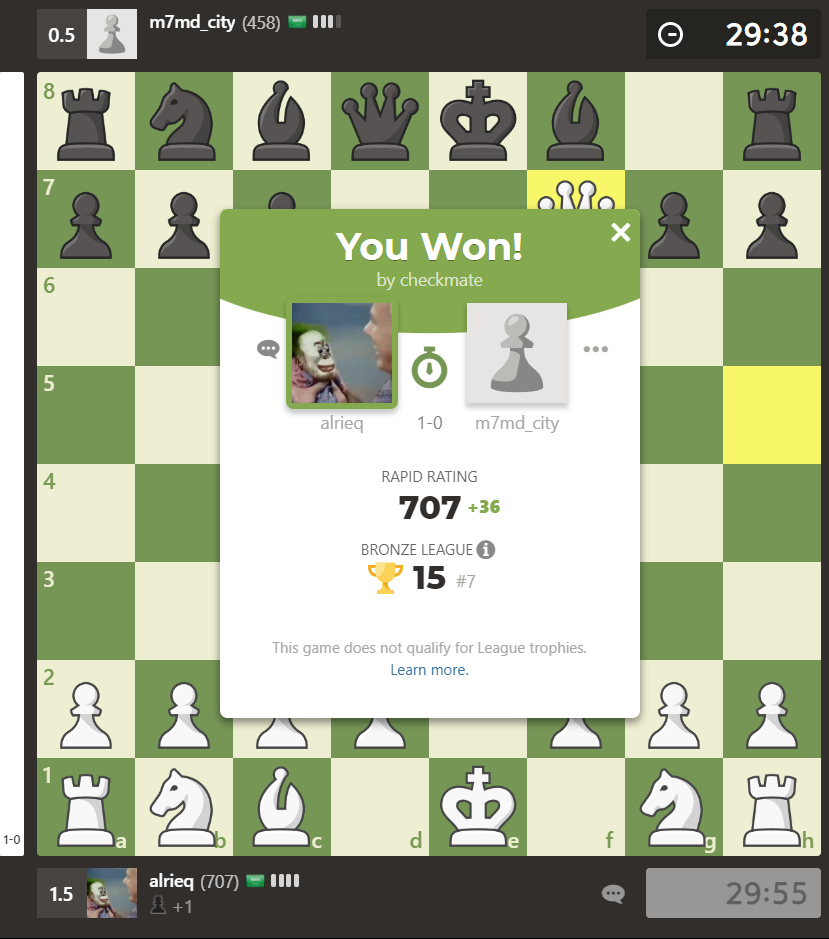 0.5
m7md_city (458)
29:38
8
7
You Won!
by checkmate
6
5
alrieq
1-0
m7md_city
4
RAPID RATING
707 +36
BRONZE LEAGUE
15 #7
3
This game does not qualify for League trophies.
Learn more.
2
1
1-0
a b c d e f g h
1.5
alrieq (707)
+1
29:55